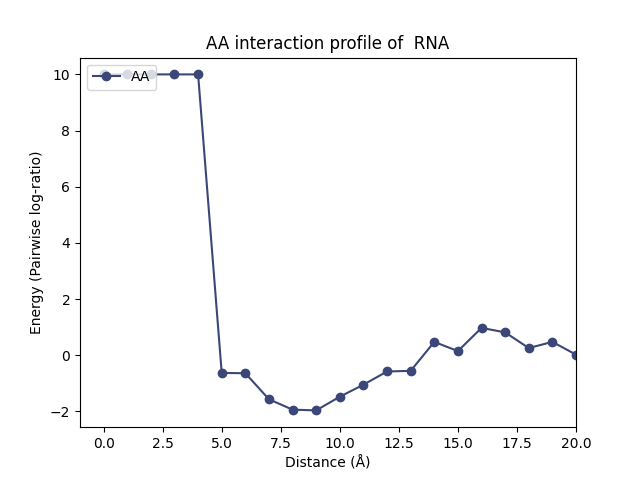 AA interaction profile of  RNA
AA
Energy (Pairwise log-ratio)
10
8
6
4
2
0
−2
0.0 2.5 5.0 7.5 10.0 12.5 15.0 17.5 20.0
Distance (Å)